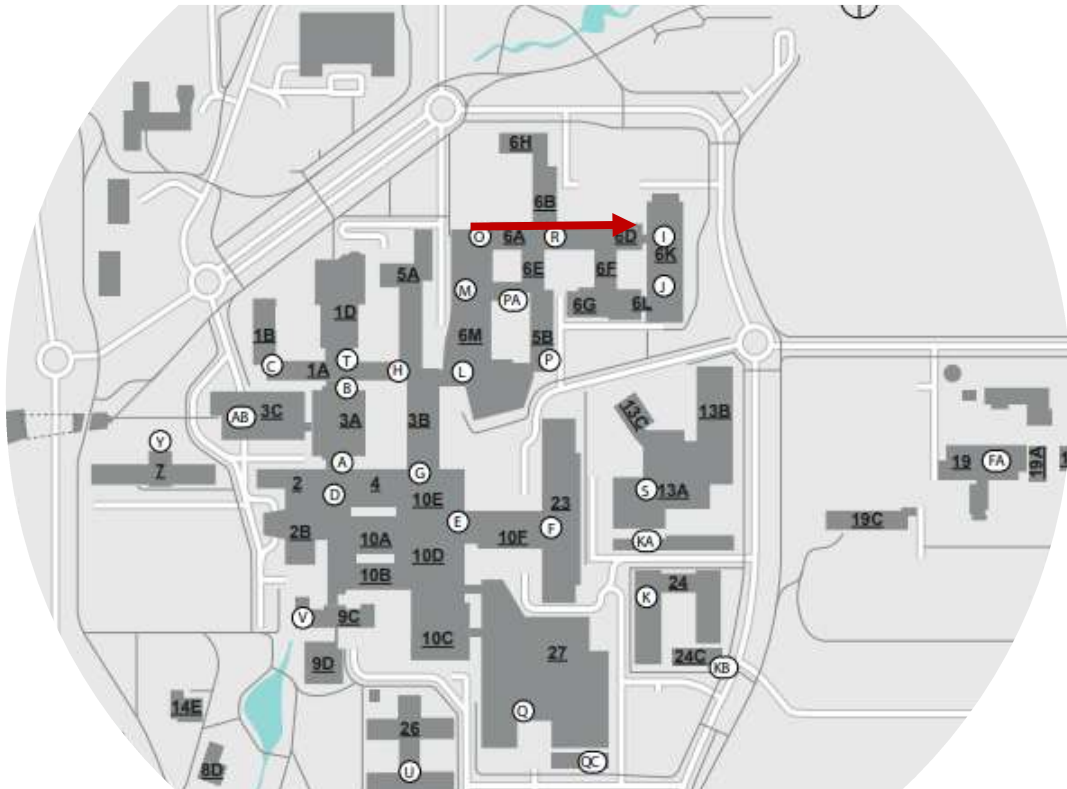 6H
6B
O
6A
R
6D
I
6K
5A
6E
6F
M
PA
J
6G
6L
1D
1B
6M
5B
C
1A
T
H
L
P
B
AB
3C
3A
3B
13C
13B
Y
7
A
G
19
FA
19A
2
4
D
10E
23
S
13A
2B
E
F
19C
10A
10F
10D
KA
10B
24
K
V
9C
10C
27
24C
KB
9D
14E
Q
26
8D
U
QC